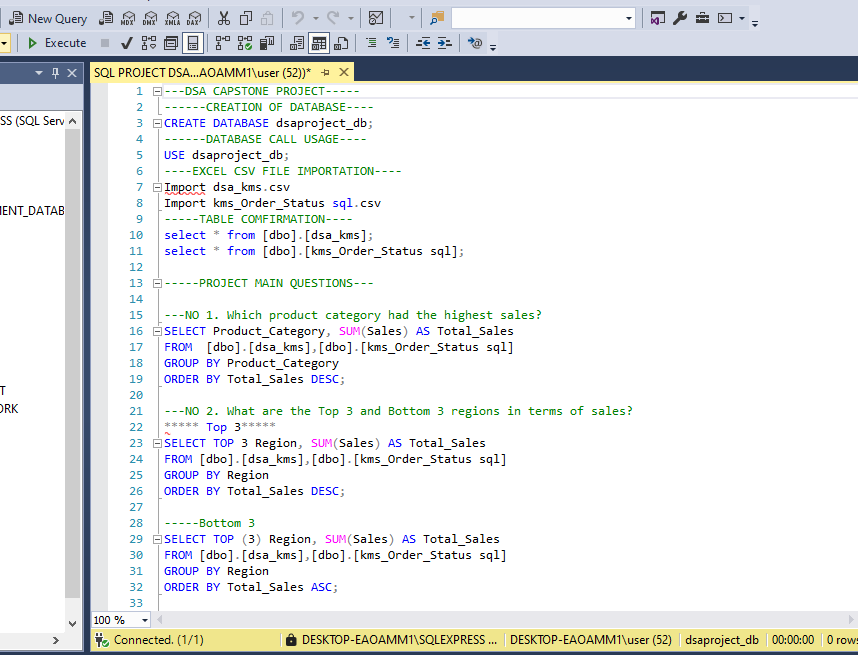 New Query
MDX
DMX
XMLA
DAX
Execute
SQL PROJECT DSA...AOAMM1\user (52))*
SS (SQL Serv
MENT_DATAB
T
ORK
1 ---DSA CAPSTONE PROJECT-----
2 ------CREATION OF DATABASE----
3 CREATE DATABASE dsaproject_db;
4 ------DATABASE CALL USAGE----
5 USE dsaproject_db;
6 ----EXCEL CSV FILE IMPORTATION----
7 Import dsa_kms.csv
8 Import kms_Order_Status sql.csv
9 -----TABLE COMFIRMATION----
10 select * from [dbo].[dsa_kms];
11 select * from [dbo].[kms_Order_Status sql];
12
13 -----PROJECT MAIN QUESTIONS---
14
15 ---NO 1. Which product category had the highest sales?
16 SELECT Product_Category, SUM(Sales) AS Total_Sales
17 FROM  [dbo].[dsa_kms],[dbo].[kms_Order_Status sql]
18 GROUP BY Product_Category
19 ORDER BY Total_Sales DESC;
20
21 ---NO 2. What are the Top 3 and Bottom 3 regions in terms of sales?
22 ***** Top 3*****
23 SELECT TOP 3 Region, SUM(Sales) AS Total_Sales
24 FROM [dbo].[dsa_kms],[dbo].[kms_Order_Status sql]
25 GROUP BY Region
26 ORDER BY Total_Sales DESC;
27
28 -----Bottom 3
29 SELECT TOP (3) Region, SUM(Sales) AS Total_Sales
30 FROM [dbo].[dsa_kms],[dbo].[kms_Order_Status sql]
31 GROUP BY Region
32 ORDER BY Total_Sales ASC;
33
100 %
Connected. (1/1)
DESKTOP-EAOAMM1\SQLEXPRESS ...
DESKTOP-EAOAMM1\user (52)
dsaproject_db
00:00:00
0 rows